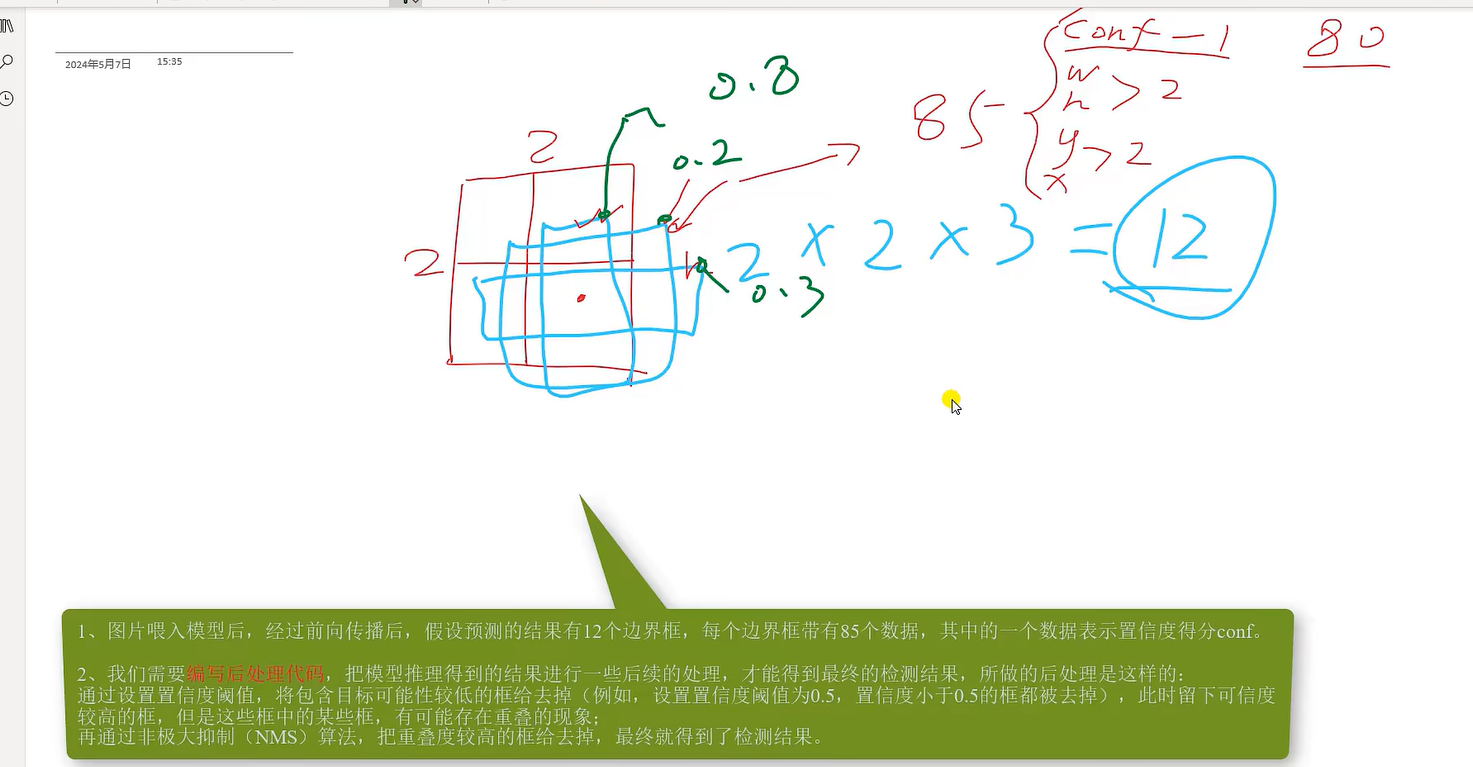 2024年5月7日 15:35
conf - 1 80
w
h > 2
85
y
x > 2
0.8
2
0.2
2
2 x 2 x 3 = 12
0.3
1、图片喂入模型后，经过前向传播后，假设预测的结果有12个边界框，每个边界框带有85个数据，其中的一个数据表示置信度得分conf。
2、我们需要编写后处理代码，把模型推理得到的结果进行一些后续的处理，才能得到最终的检测结果，所做的后处理是这样的：
通过设置置信度阈值，将包含目标可能性较低的框给去掉（例如，设置置信度阈值为0.5，置信度小于0.5的框都被去掉），此时留下可信度
较高的框，但是这些框中的某些框，有可能存在重叠的现象；
再通过非极大抑制（NMS）算法，把重叠度较高的框给去掉，最终就得到了检测结果。